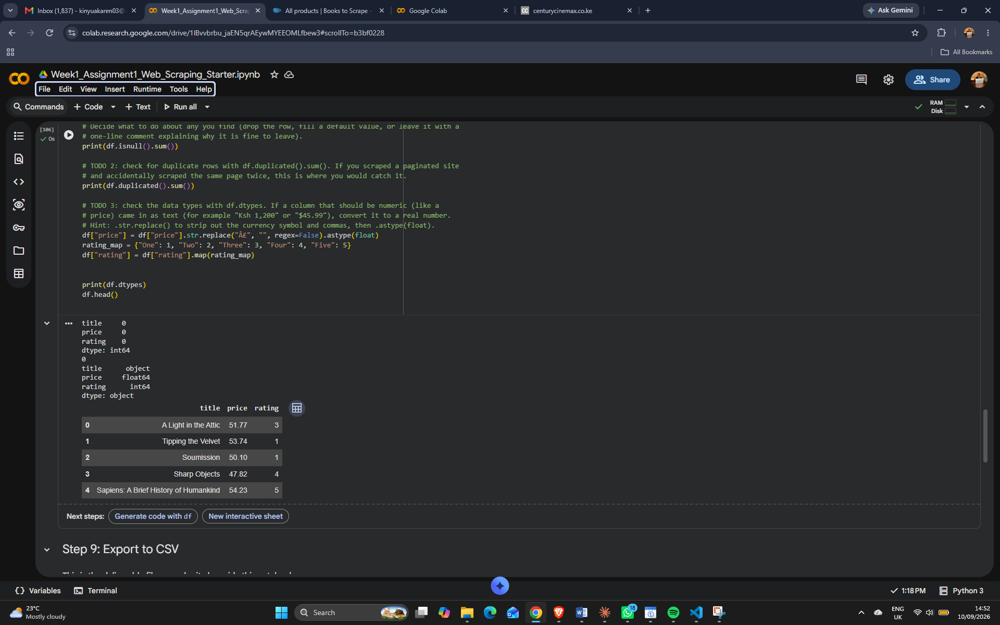 Inbox (1,837) - kinyuakaren03@
Week1_Assignment1_Web_Scra
All products | Books to Scrape -
Google Colab
CC centurycinemax.co.ke
Ask Gemini
colab.research.google.com/drive/1IBvvbrbu_jaEN5qrAEywMYEEOMLfbew3#scrollTo=b3bf0228
All Bookmarks
Week1_Assignment1_Web_Scraping_Starter.ipynb
File Edit View Insert Runtime Tools Help
Share
Commands + Code + Text Run all
RAM
Disk
[106]
0s
# Decide what to do about any you find (drop the row, fill a default value, or leave it with a
# one-line comment explaining why it is fine to leave).
print(df.isnull().sum())
# TODO 2: check for duplicate rows with df.duplicated().sum(). If you scraped a paginated site
# and accidentally scraped the same page twice, this is where you would catch it.
print(df.duplicated().sum())
# TODO 3: check the data types with df.dtypes. If a column that should be numeric (like a
# price) came in as text (for example "Ksh 1,200" or "$45.99"), convert it to a real number.
# Hint: .str.replace() to strip out the currency symbol and commas, then .astype(float).
df["price"] = df["price"].str.replace("Â£", "", regex=False).astype(float)
rating_map = {"One": 1, "Two": 2, "Three": 3, "Four": 4, "Five": 5}
df["rating"] = df["rating"].map(rating_map)
print(df.dtypes)
df.head()
title 0
price 0
rating 0
dtype: int64
0
title object
price float64
rating int64
dtype: object
title price rating
0 A Light in the Attic 51.77 3
1 Tipping the Velvet 53.74 1
2 Soumission 50.10 1
3 Sharp Objects 47.82 4
4 Sapiens: A Brief History of Humankind 54.23 5
Next steps: Generate code with df New interactive sheet
Step 9: Export to CSV
Variables Terminal
1:18 PM Python 3
23°C
Mostly cloudy
Search
18
ENG
UK
14:52
10/09/2026